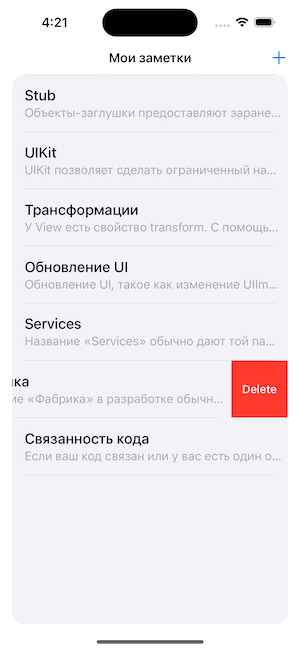 4:21
Мои заметки
+
Stub
Объекты-заглушки предоставляют заране...
UIKit
UIKit позволяет сделать ограниченный на...
Трансформации
У View есть свойство transform. С помощь...
Обновление UI
Обновление UI, такое как изменение UIIm...
Services
Название «Services» обычно дают той па...
ика
ие «Фабрика» в разработке обычн...
Delete
Связанность кода
Если ваш код связан или у вас есть один о...